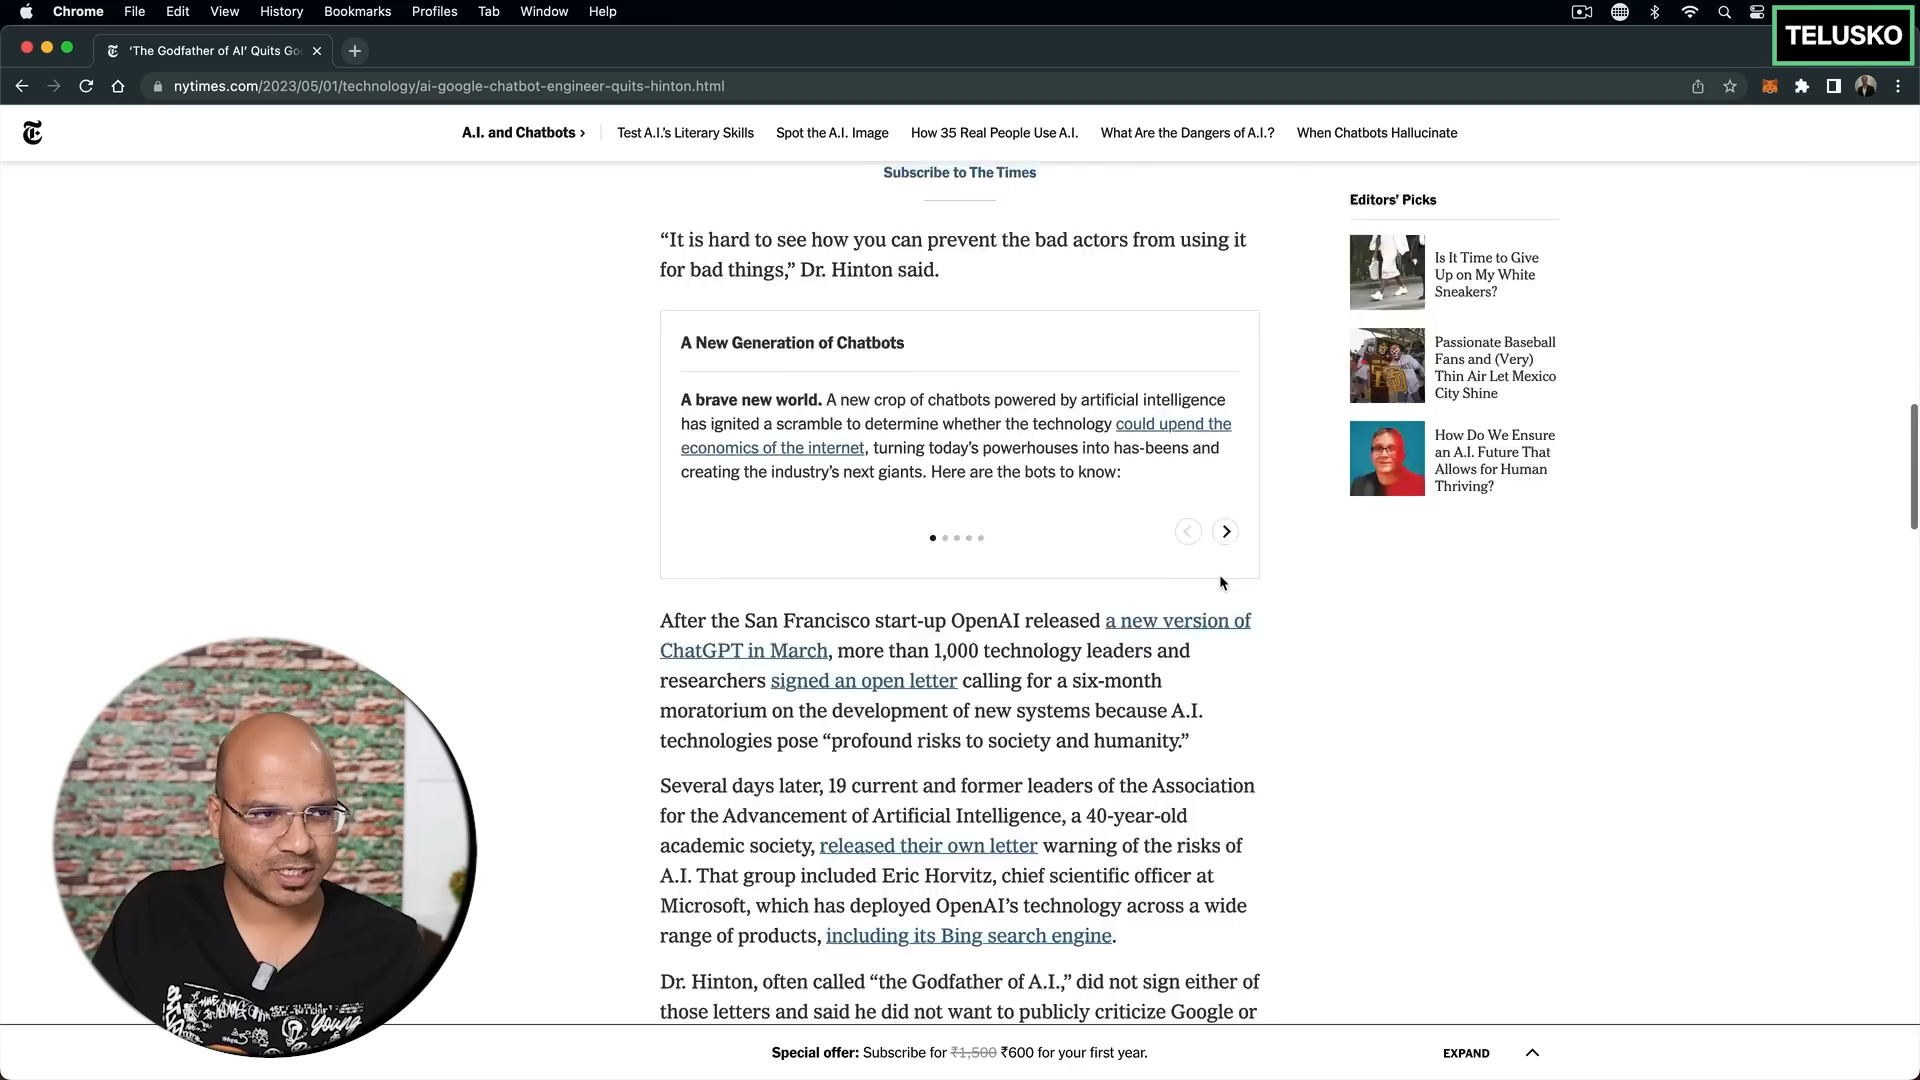 Chrome File Edit View History Bookmarks Profiles Tab Window Help
TELUSKO
‘The Godfather of AI’ Quits Go
nytimes.com/2023/05/01/technology/ai-google-chatbot-engineer-quits-hinton.html
A.I. and Chatbots › Test A.I.’s Literary Skills Spot the A.I. Image How 35 Real People Use A.I. What Are the Dangers of A.I.? When Chatbots Hallucinate
Subscribe to The Times
“It is hard to see how you can prevent the bad actors from using it
for bad things,” Dr. Hinton said.
A New Generation of Chatbots
A brave new world. A new crop of chatbots powered by artificial intelligence
has ignited a scramble to determine whether the technology could upend the
economics of the internet, turning today’s powerhouses into has-beens and
creating the industry’s next giants. Here are the bots to know:
After the San Francisco start-up OpenAI released a new version of
ChatGPT in March, more than 1,000 technology leaders and
researchers signed an open letter calling for a six-month
moratorium on the development of new systems because A.I.
technologies pose “profound risks to society and humanity.”
Several days later, 19 current and former leaders of the Association
for the Advancement of Artificial Intelligence, a 40-year-old
academic society, released their own letter warning of the risks of
A.I. That group included Eric Horvitz, chief scientific officer at
Microsoft, which has deployed OpenAI’s technology across a wide
range of products, including its Bing search engine.
Dr. Hinton, often called “the Godfather of A.I.,” did not sign either of
those letters and said he did not want to publicly criticize Google or
Editors’ Picks
Is It Time to Give
Up on My White
Sneakers?
Passionate Baseball
Fans and (Very)
Thin Air Let Mexico
City Shine
How Do We Ensure
an A.I. Future That
Allows for Human
Thriving?
Young
Special offer: Subscribe for ₹1,500 ₹600 for your first year.
EXPAND